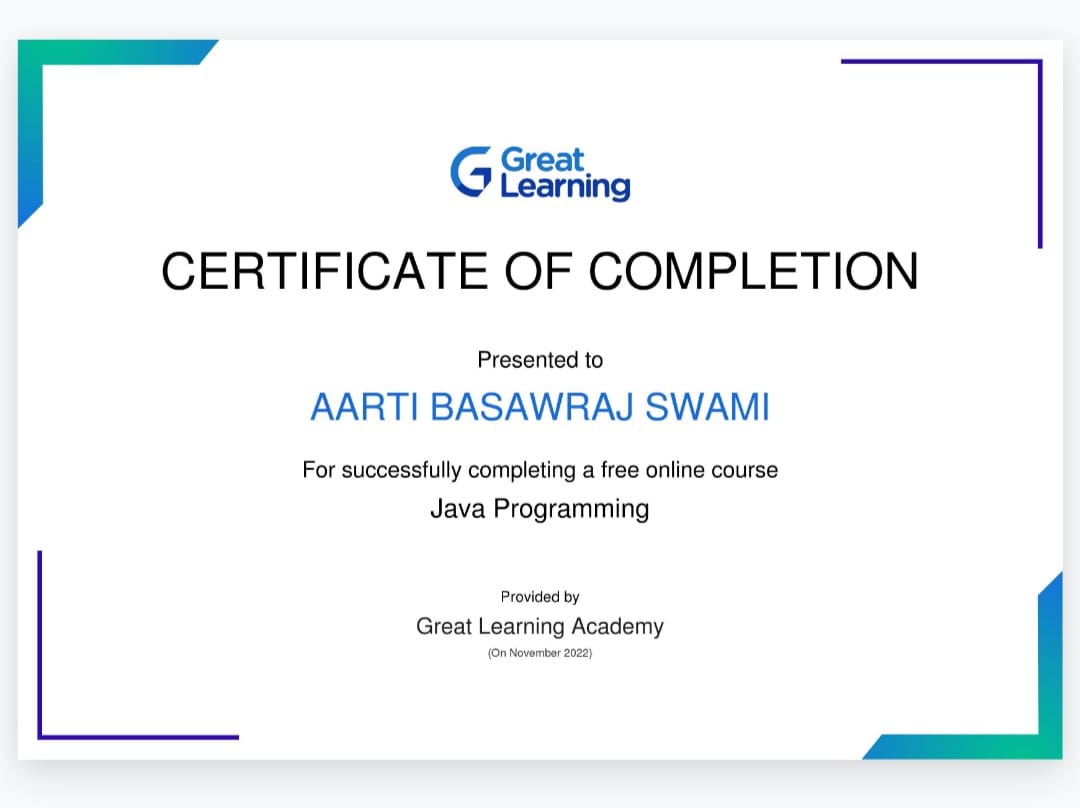 Great
Learning
CERTIFICATE OF COMPLETION
Presented to
AARTI BASAWRAJ SWAMI
For successfully completing a free online course
Java Programming
Provided by
Great Learning Academy
(On November 2022)